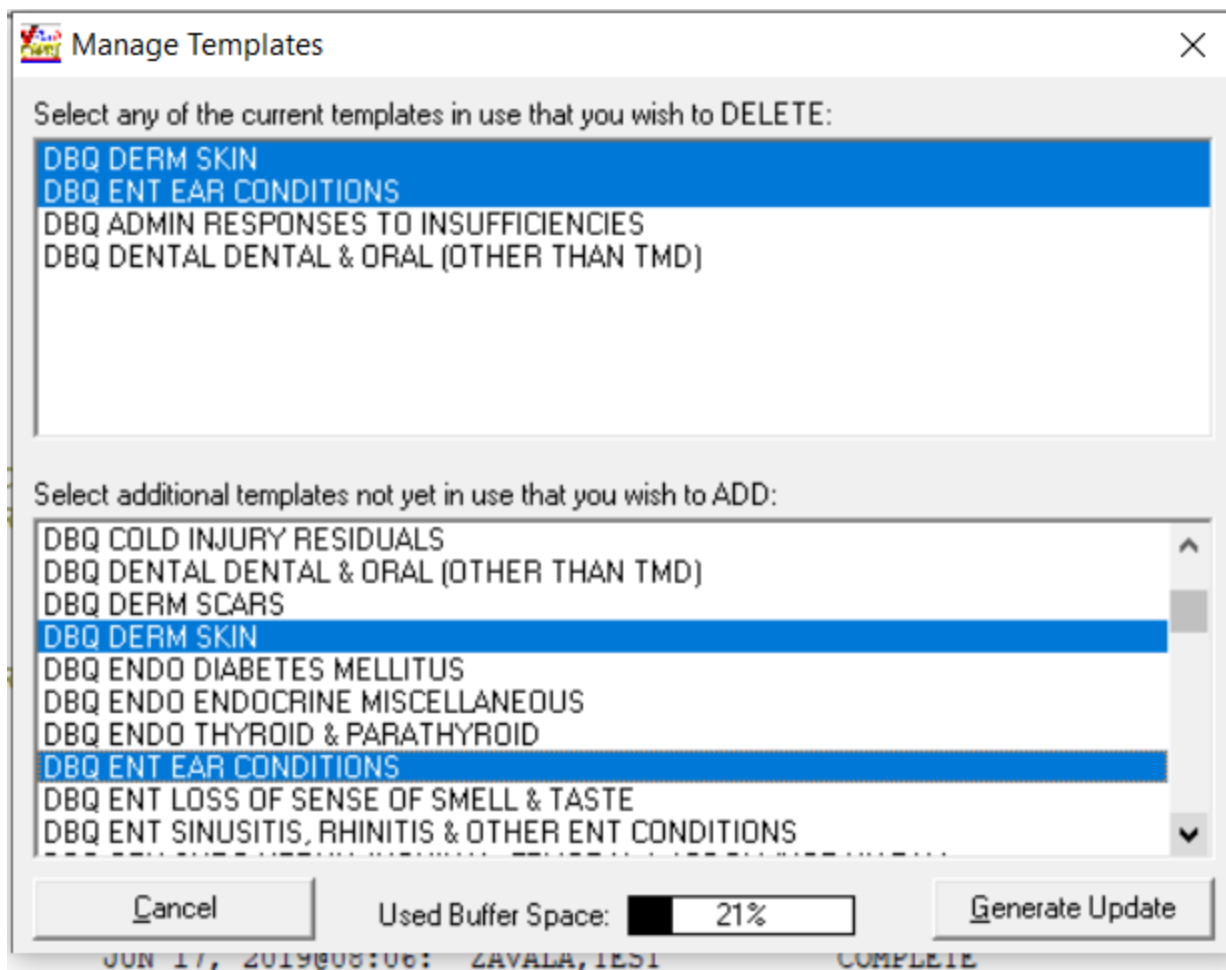 Manage Templates
Select any of the current templates in use that you wish to DELETE:
DBQ DERM SKIN
DBQ ENT EAR CONDITIONS
DBQ ADMIN RESPONSES TO INSUFFICIENCIES
DBQ DENTAL DENTAL & ORAL (OTHER THAN TMD)
Select additional templates not yet in use that you wish to ADD:
DBQ COLD INJURY RESIDUALS
DBQ DENTAL DENTAL & ORAL (OTHER THAN TMD)
DBQ DERM SCARS
DBQ DERM SKIN
DBQ ENDO DIABETES MELLITUS
DBQ ENDO ENDOCRINE MISCELLANEOUS
DBQ ENDO THYROID & PARATHYROID
DBQ ENT EAR CONDITIONS
DBQ ENT LOSS OF SENSE OF SMELL & TASTE
DBQ ENT SINUSITIS, RHINITIS & OTHER ENT CONDITIONS
Cancel Used Buffer Space: 21% Generate Update
JUN 17, 2019@08:06: ZAVALA,TEST COMPLETE